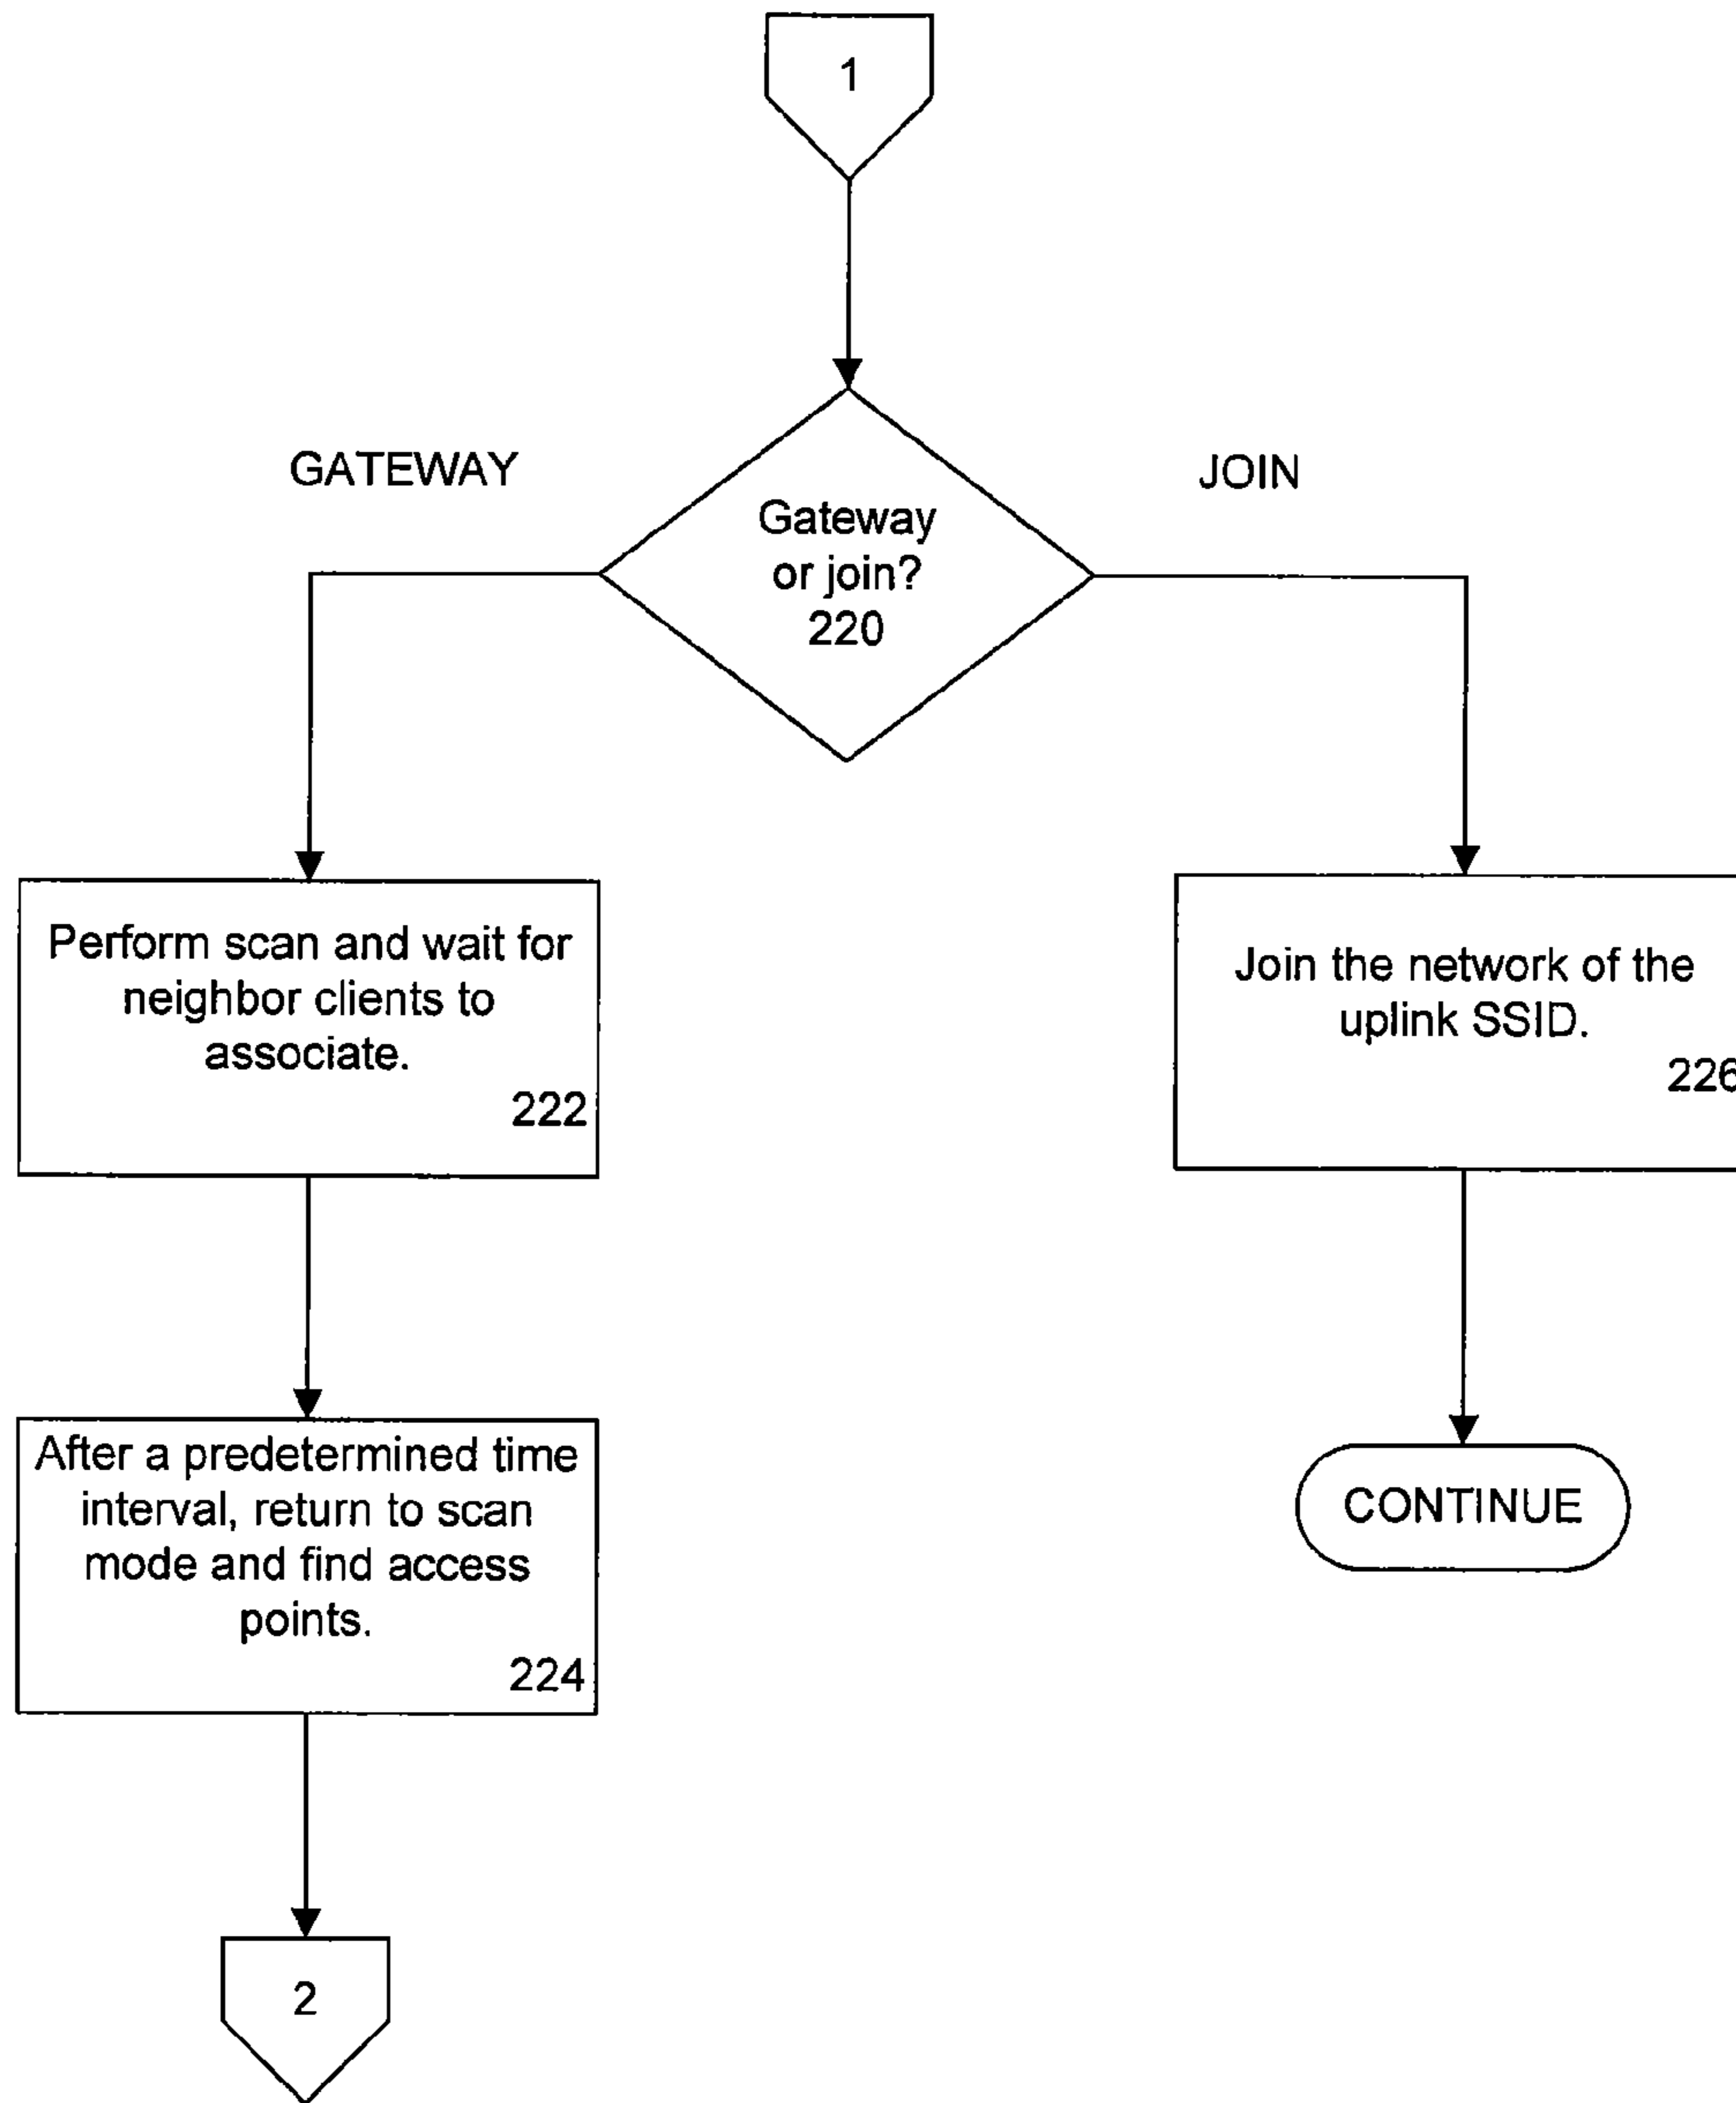 1
GATEWAY
JOIN
Gateway
or join?
220
Perform scan and wait for
neighbor clients to
associate.
222
Join the network of the
uplink SSID.
226
After a predetermined time
interval, return to scan
mode and find access
points.
224
CONTINUE
2